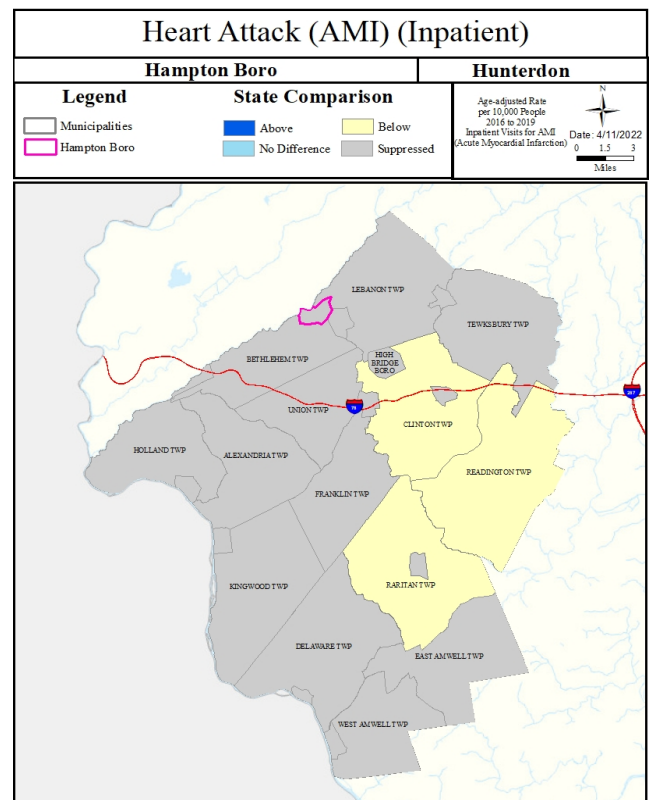 Heart Attack (AMI) (Inpatient)
Hampton Boro
Hunterdon
Legend
Municipalities
Hampton Boro
State Comparison
Above
Below
No Difference
Suppressed
Age-adjusted Rate
per 10,000 People
2016 to 2019
Inpatient Visits for AMI
(Acute Myocardial Infarction)
N
Date: 4/11/2022
0 1.5 3
Miles
LEBANON TWP
TEWKSBURY TWP
BETHLEHEM TWP
HIGH
BRIDGE
BORO
UNION TWP
78
287
CLINTON TWP
HOLLAND TWP
ALEXANDRIA TWP
READINGTON TWP
FRANKLIN TWP
KINGWOOD TWP
RARITAN TWP
DELAWARE TWP
EAST AMWELL TWP
WEST AMWELL TWP